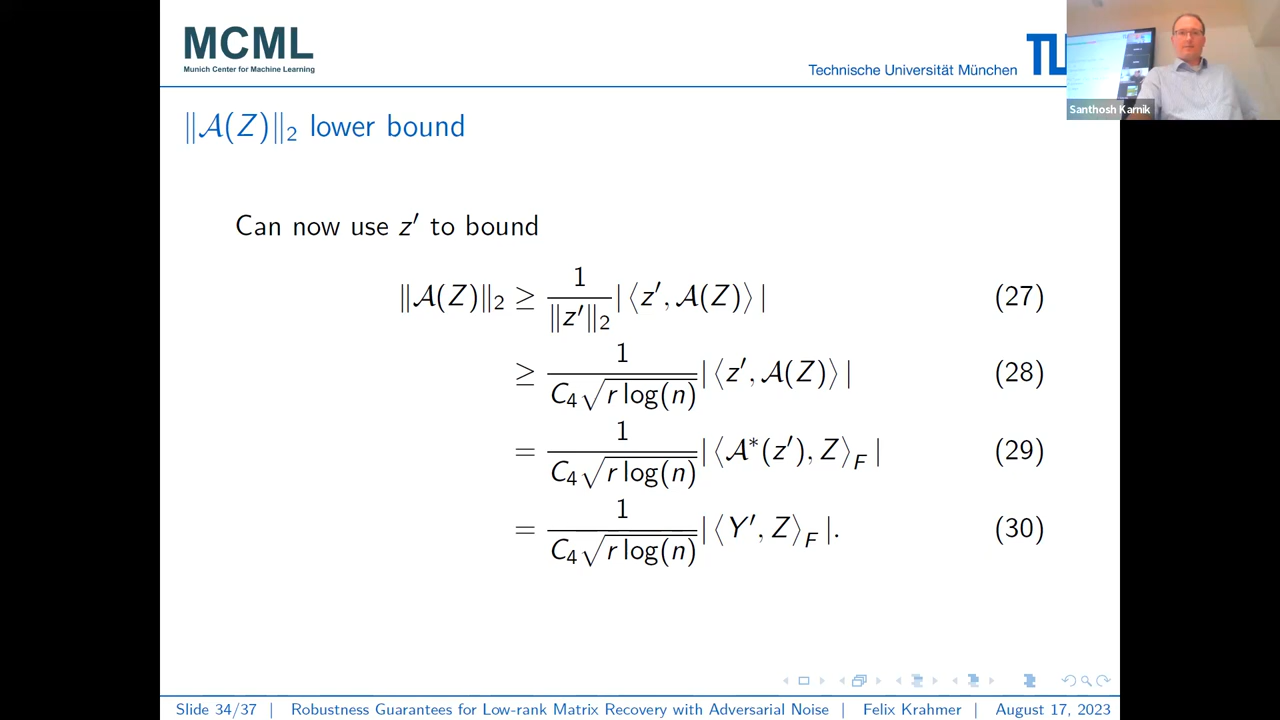 MCML
Munich Center for Machine Learning
Technische Universität München
TU
Santhosh Karnik
‖𝒜(Z)‖₂ lower bound
Can now use z′ to bound
‖𝒜(Z)‖₂ ≥ 1/‖z′‖₂ |⟨z′, 𝒜(Z)⟩| (27)
≥ 1/(C₄√(r log(n))) |⟨z′, 𝒜(Z)⟩| (28)
= 1/(C₄√(r log(n))) |⟨𝒜*(z′), Z⟩_F| (29)
= 1/(C₄√(r log(n))) |⟨Y′, Z⟩_F|. (30)
Slide 34/37 | Robustness Guarantees for Low-rank Matrix Recovery with Adversarial Noise | Felix Krahmer | August 17, 2023